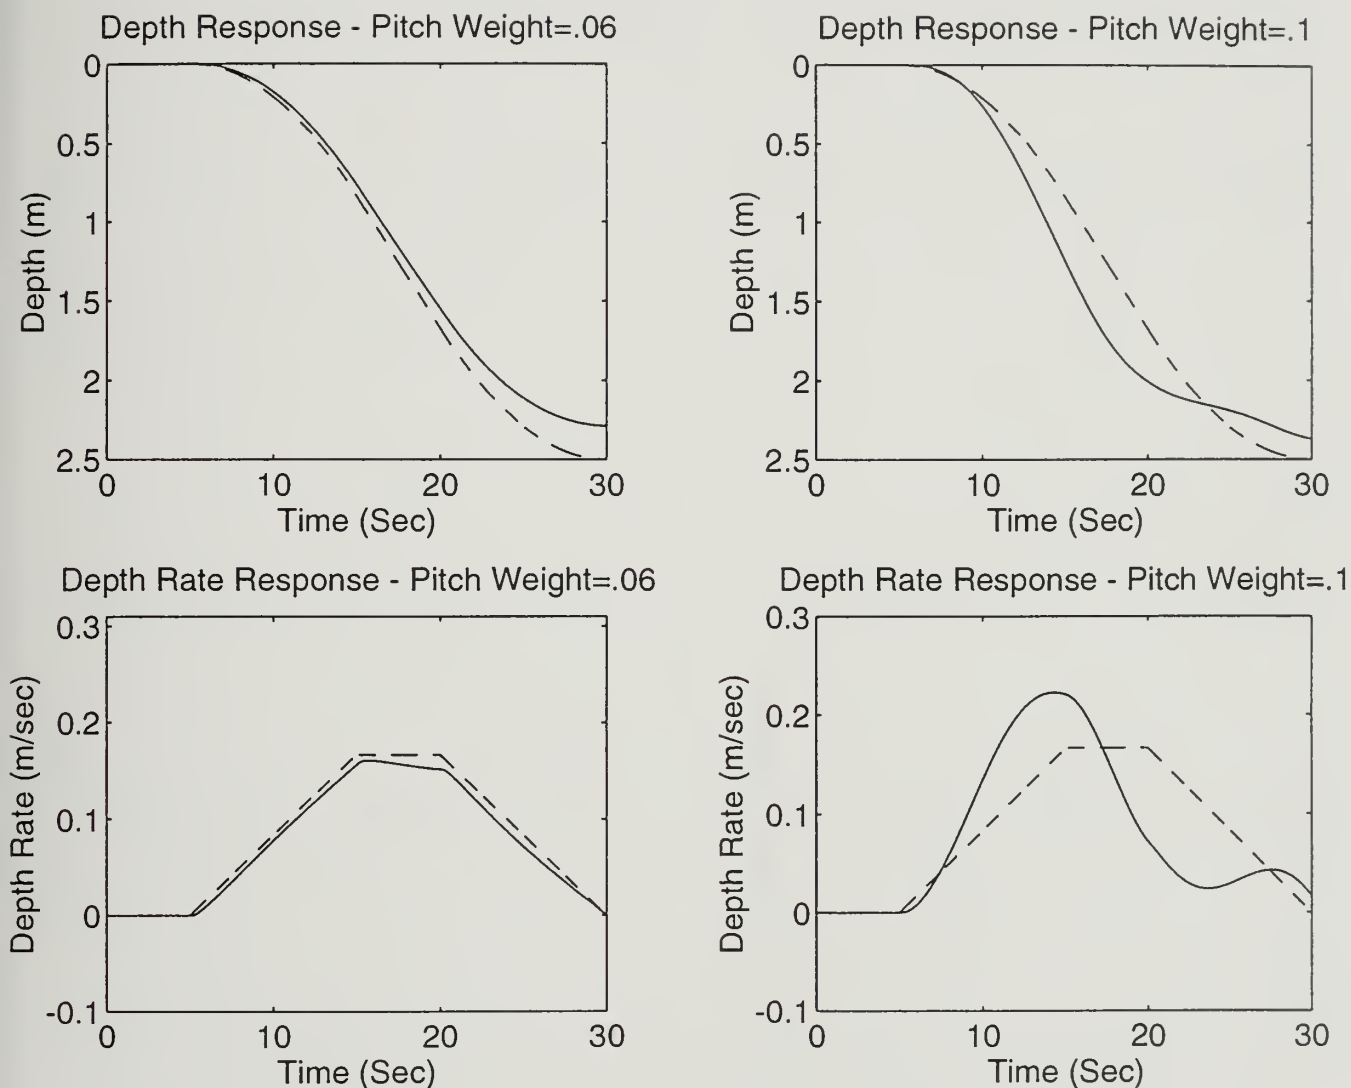 Depth Response - Pitch Weight=.06
0
0.5
1
1.5
2
2.5
Depth (m)
0 10 20 30
Time (Sec)
Depth Response - Pitch Weight=.1
0
0.5
1
1.5
2
2.5
Depth (m)
0 10 20 30
Time (Sec)
Depth Rate Response - Pitch Weight=.06
0.3
0.2
0.1
0
-0.1
Depth Rate (m/sec)
0 10 20 30
Time (Sec)
Depth Rate Response - Pitch Weight=.1
0.3
0.2
0.1
0
-0.1
Depth Rate (m/sec)
0 10 20 30
Time (Sec)